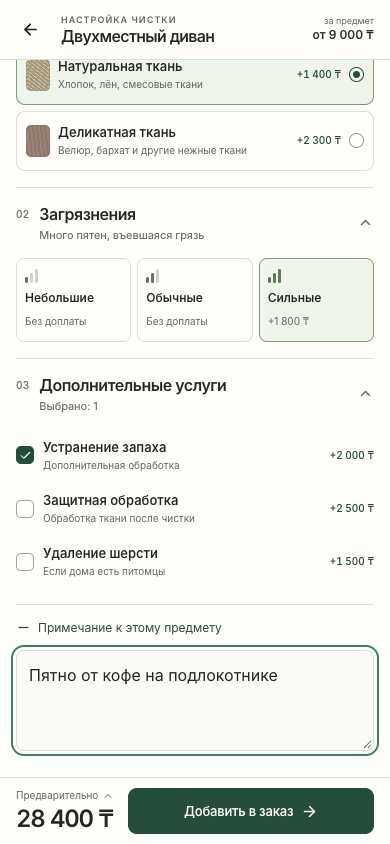 НАСТРОЙКА ЧИСТКИ
Двухместный диван
за предмет
от 9 000 ₸
Натуральная ткань
Хлопок, лён, смесовые ткани
+1 400 ₸
Деликатная ткань
Велюр, бархат и другие нежные ткани
+2 300 ₸
02 Загрязнения
Много пятен, въевшаяся грязь
Небольшие
Без доплаты
Обычные
Без доплаты
Сильные
+1 800 ₸
03 Дополнительные услуги
Выбрано: 1
Устранение запаха
Дополнительная обработка
+2 000 ₸
Защитная обработка
Обработка ткани после чистки
+2 500 ₸
Удаление шерсти
Если дома есть питомцы
+1 500 ₸
Примечание к этому предмету
Пятно от кофе на подлокотнике
Предварительно
28 400 ₸
Добавить в заказ